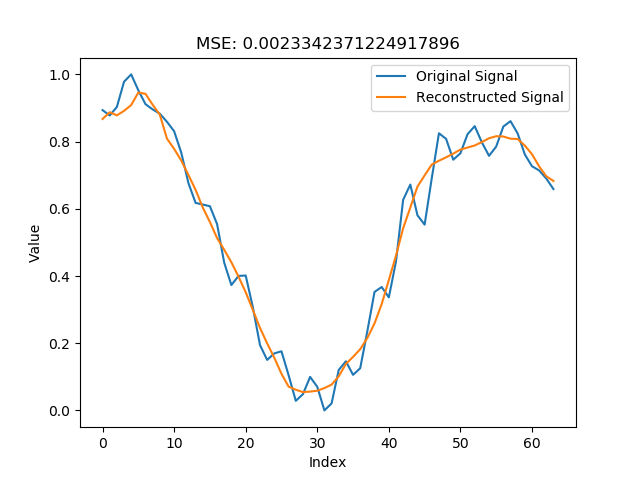 MSE: 0.0023342371224917896
Original Signal
Reconstructed Signal
1.0
0.8
0.6
0.4
0.2
0.0
Value
0 10 20 30 40 50 60
Index